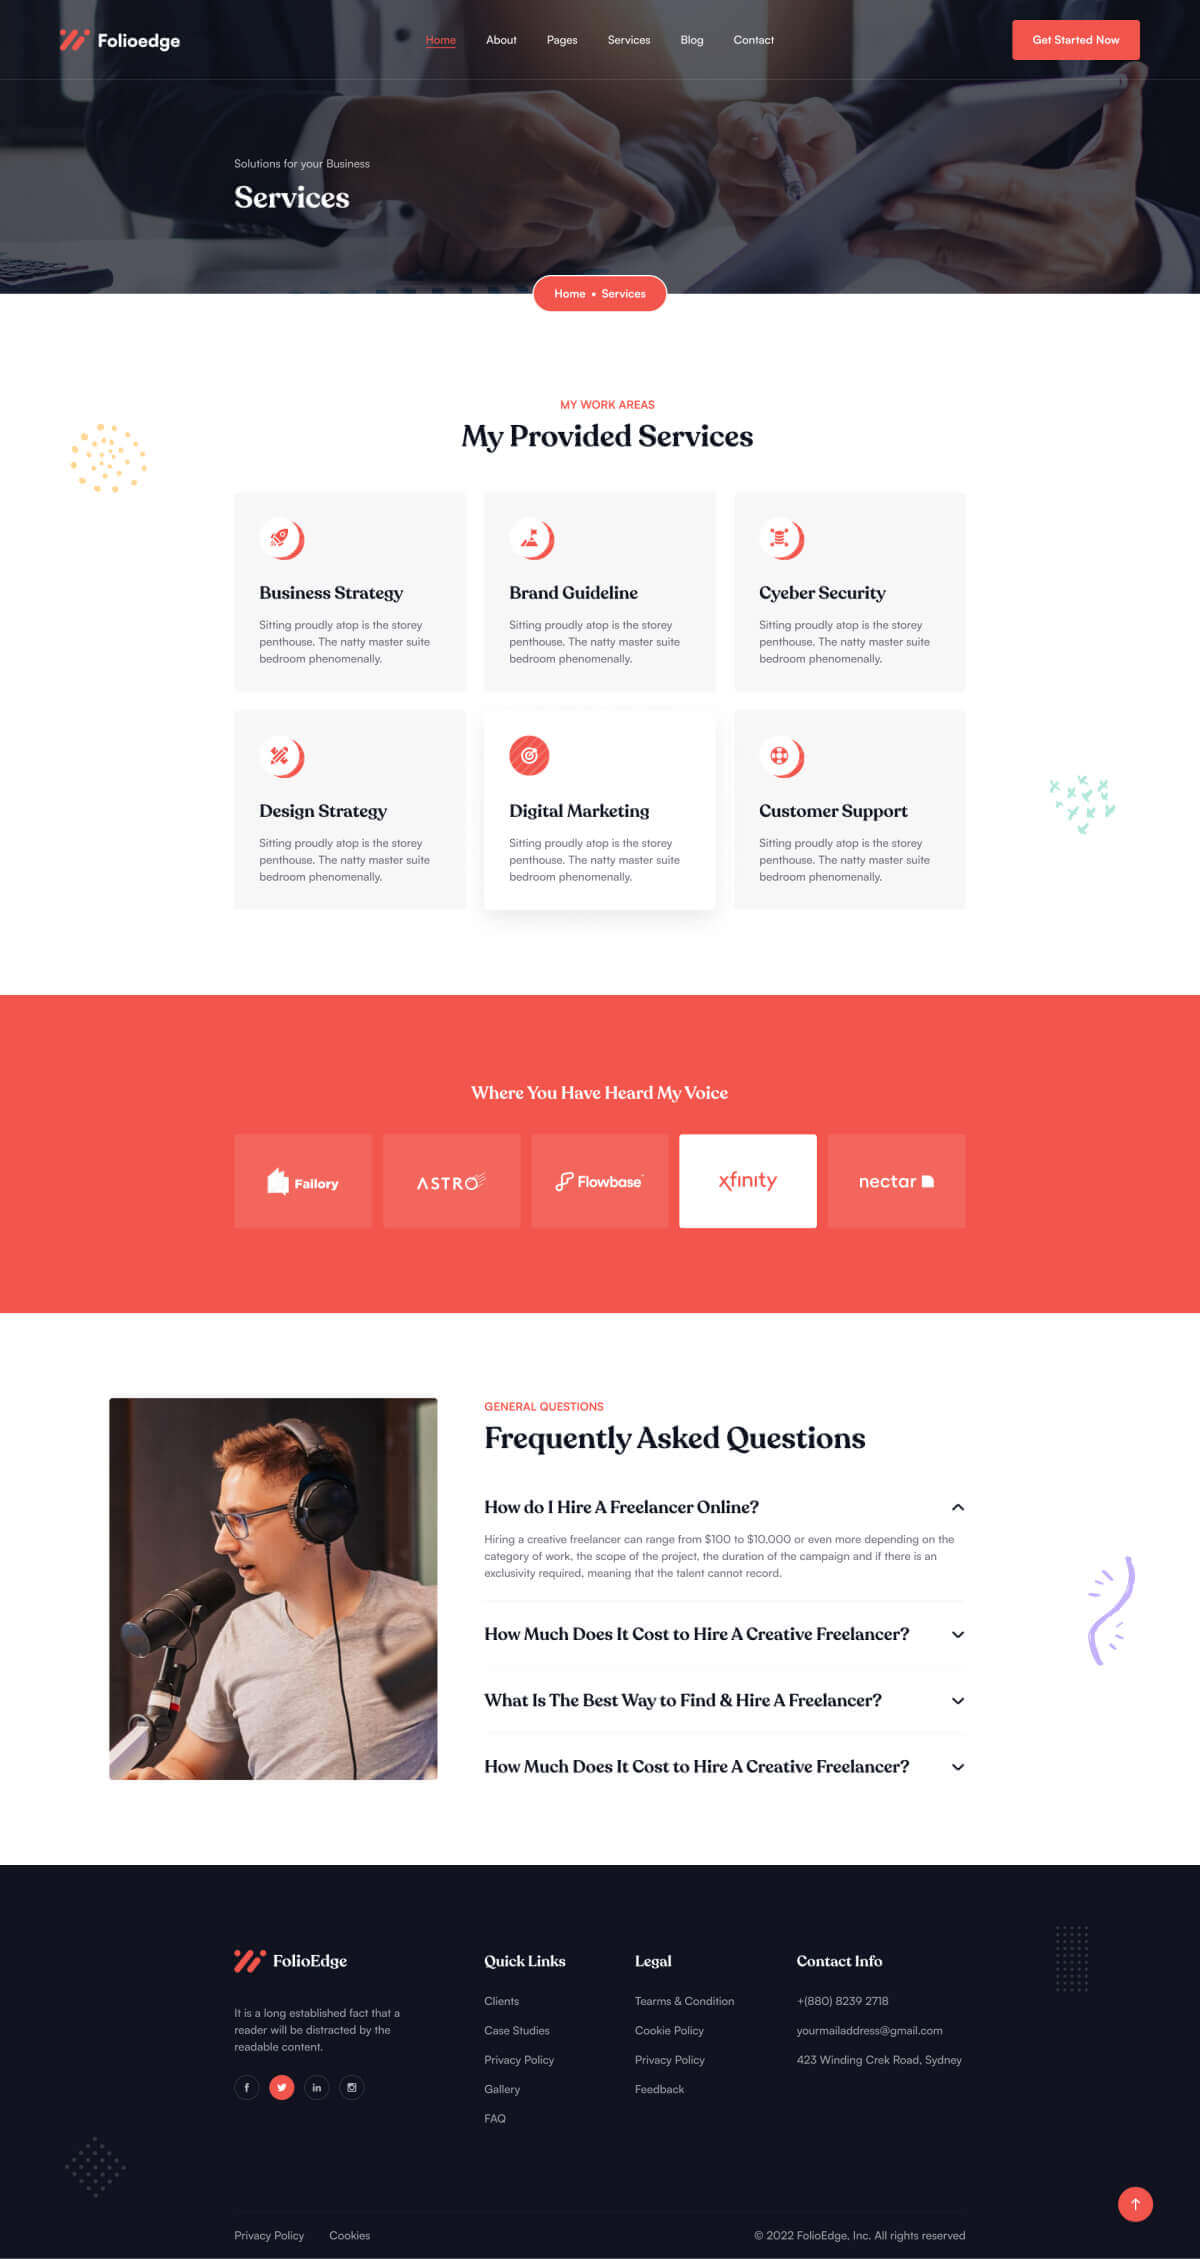 Folioedge
Home About Pages Services Blog Contact
Get Started Now
Solutions for your Business
Services
Home • Services
MY WORK AREAS
My Provided Services
Business Strategy
Sitting proudly atop is the storey
penthouse. The natty master suite
bedroom phenomenally.
Brand Guideline
Sitting proudly atop is the storey
penthouse. The natty master suite
bedroom phenomenally.
Cyeber Security
Sitting proudly atop is the storey
penthouse. The natty master suite
bedroom phenomenally.
Design Strategy
Sitting proudly atop is the storey
penthouse. The natty master suite
bedroom phenomenally.
Digital Marketing
Sitting proudly atop is the storey
penthouse. The natty master suite
bedroom phenomenally.
Customer Support
Sitting proudly atop is the storey
penthouse. The natty master suite
bedroom phenomenally.
Where You Have Heard My Voice
Failory
ASTRO
Flowbase
xfinity
nectar
GENERAL QUESTIONS
Frequently Asked Questions
How do I Hire A Freelancer Online?
Hiring a creative freelancer can range from $100 to $10,000 or even more depending on the
category of work, the scope of the project, the duration of the campaign and if there is an
exclusivity required, meaning that the talent cannot record.
How Much Does It Cost to Hire A Creative Freelancer?
What Is The Best Way to Find & Hire A Freelancer?
How Much Does It Cost to Hire A Creative Freelancer?
FolioEdge
It is a long established fact that a
reader will be distracted by the
readable content.
Quick Links
Clients
Case Studies
Privacy Policy
Gallery
FAQ
Legal
Tearms & Condition
Cookie Policy
Privacy Policy
Feedback
Contact Info
+(880) 8239 2718
yourmailaddress@gmail.com
423 Winding Crek Road, Sydney
Privacy Policy Cookies
© 2022 FolioEdge, Inc. All rights reserved